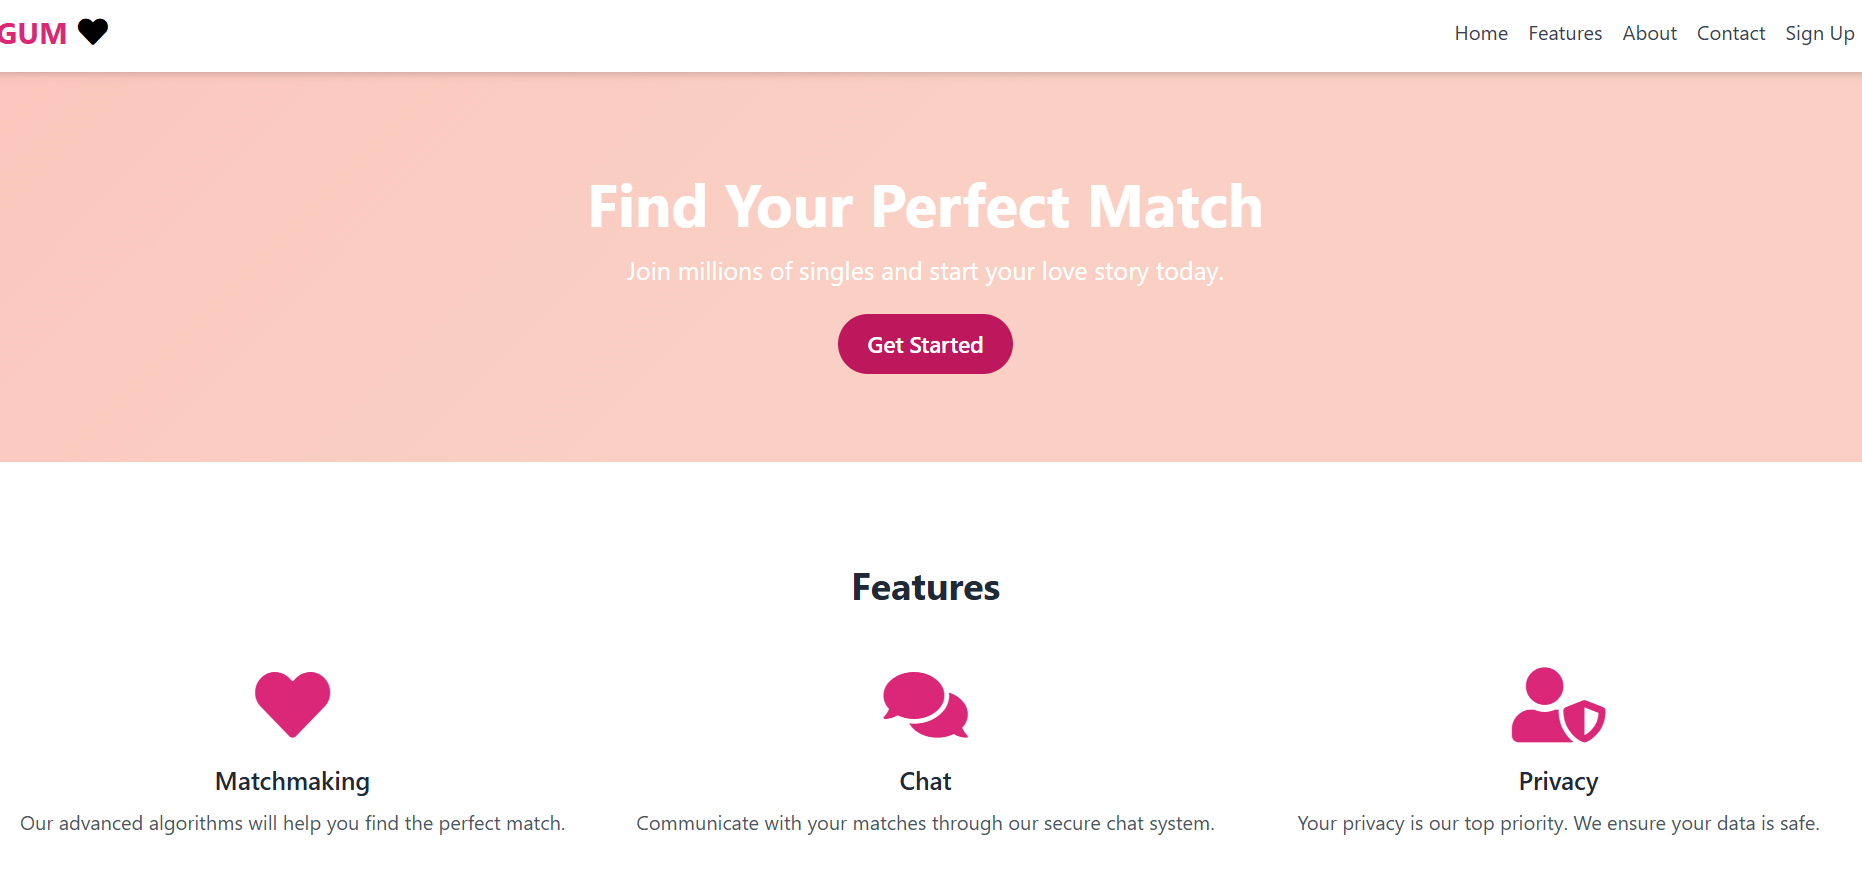 GUM
Home Features About Contact Sign Up
Find Your Perfect Match
Join millions of singles and start your love story today.
Get Started
Features
Matchmaking
Our advanced algorithms will help you find the perfect match.
Chat
Communicate with your matches through our secure chat system.
Privacy
Your privacy is our top priority. We ensure your data is safe.